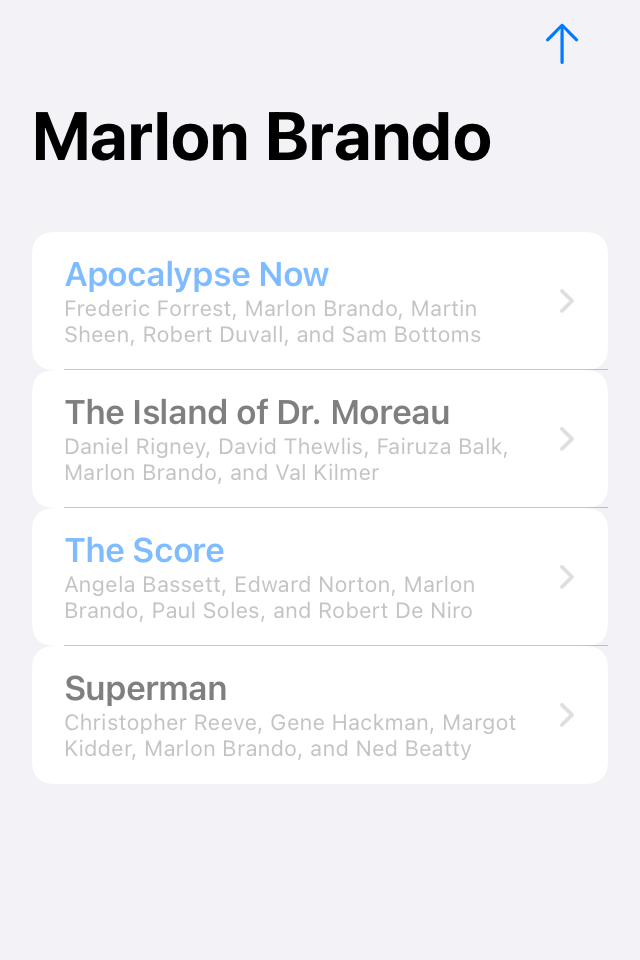 Marlon Brando
Apocalypse Now
Frederic Forrest, Marlon Brando, Martin
Sheen, Robert Duvall, and Sam Bottoms
The Island of Dr. Moreau
Daniel Rigney, David Thewlis, Fairuza Balk,
Marlon Brando, and Val Kilmer
The Score
Angela Bassett, Edward Norton, Marlon
Brando, Paul Soles, and Robert De Niro
Superman
Christopher Reeve, Gene Hackman, Margot
Kidder, Marlon Brando, and Ned Beatty